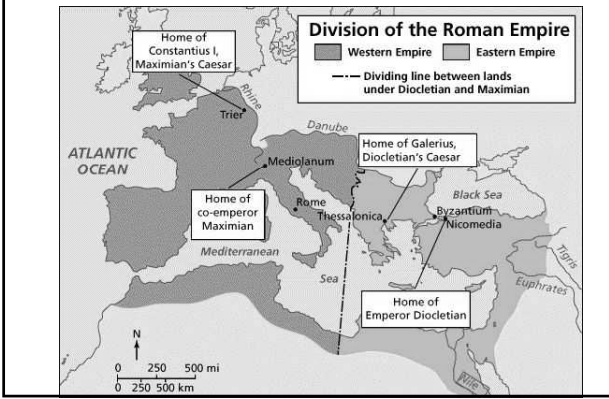 Division of the Roman Empire
Western Empire
Eastern Empire
Dividing line between lands
under Diocletian and Maximian
Home of
Constantius I,
Maximian's Caesar
Rhine
Trier
Danube
ATLANTIC
OCEAN
Mediolanum
Home of Galerius,
Diocletian's Caesar
Home of
co-emperor
Maximian
Rome
Thessalonica
Black Sea
Byzantium
Nicomedia
Mediterranean
Sea
Tigris
Euphrates
Home of
Emperor Diocletian
N
0 250 500 mi
0 250 500 km
Nile